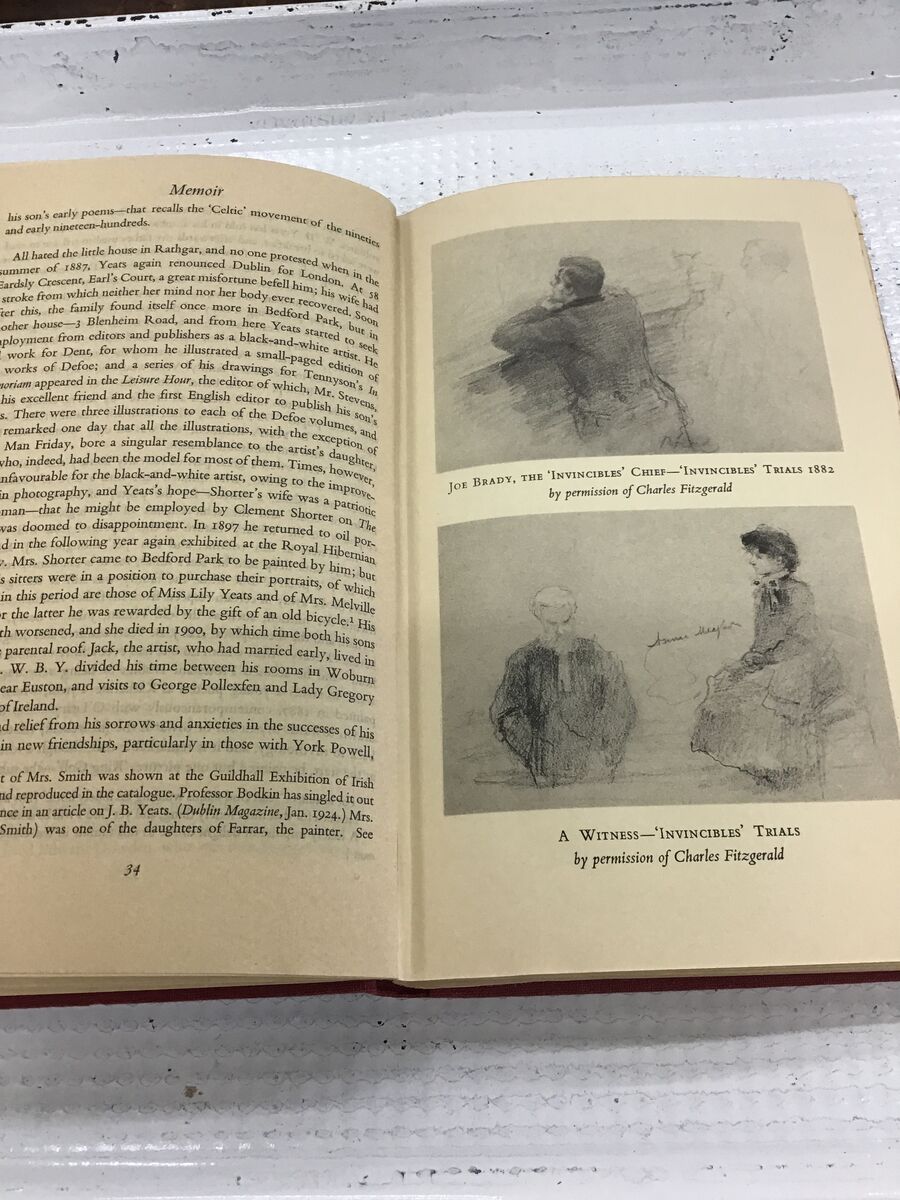 Memoir
his son's early poems—that recalls the 'Celtic' movement of the nineties
and early nineteen-hundreds.
All hated the little house in Rathgar, and no one protested when in the
summer of 1887, Yeats again renounced Dublin for London. At 58
Eardsly Crescent, Earl's Court, a great misfortune befell him; his wife had
stroke from which neither her mind nor her body ever recovered. Soon
this, the family found itself once more in Bedford Park, but in
other house—3 Blenheim Road, and from here Yeats started to seek
ployment from editors and publishers as a black-and-white artist. He
work for Dent, for whom he illustrated a small-paged edition of
works of Defoe; and a series of his drawings for Tennyson's In
moriam appeared in the Leisure Hour, the editor of which, Mr. Stevens,
his excellent friend and the first English editor to publish his son's
s. There were three illustrations to each of the Defoe volumes, and
remarked one day that all the illustrations, with the exception of
Man Friday, bore a singular resemblance to the artist's daughter,
who, indeed, had been the model for most of them. Times, however,
nfavourable for the black-and-white artist, owing to the improve-
in photography, and Yeats's hope—Shorter's wife was a patriotic
man—that he might be employed by Clement Shorter on The
was doomed to disappointment. In 1897 he returned to oil por-
d in the following year again exhibited at the Royal Hibernian
y. Mrs. Shorter came to Bedford Park to be painted by him; but
s sitters were in a position to purchase their portraits, of which
in this period are those of Miss Lily Yeats and of Mrs. Melville
or the latter he was rewarded by the gift of an old bicycle.¹ His
th worsened, and she died in 1900, by which time both his sons
parental roof. Jack, the artist, who had married early, lived in
. W. B. Y. divided his time between his rooms in Woburn
ear Euston, and visits to George Pollexfen and Lady Gregory
of Ireland.
d relief from his sorrows and anxieties in the successes of his
in new friendships, particularly in those with York Powell,
t of Mrs. Smith was shown at the Guildhall Exhibition of Irish
nd reproduced in the catalogue. Professor Bodkin has singled it out
nce in an article on J. B. Yeats. (Dublin Magazine, Jan. 1924.) Mrs.
Smith) was one of the daughters of Farrar, the painter. See
34
JOE BRADY, THE 'INVINCIBLES' CHIEF—'INVINCIBLES' TRIALS 1882
by permission of Charles Fitzgerald
Annie
A WITNESS—'INVINCIBLES' TRIALS
by permission of Charles Fitzgerald